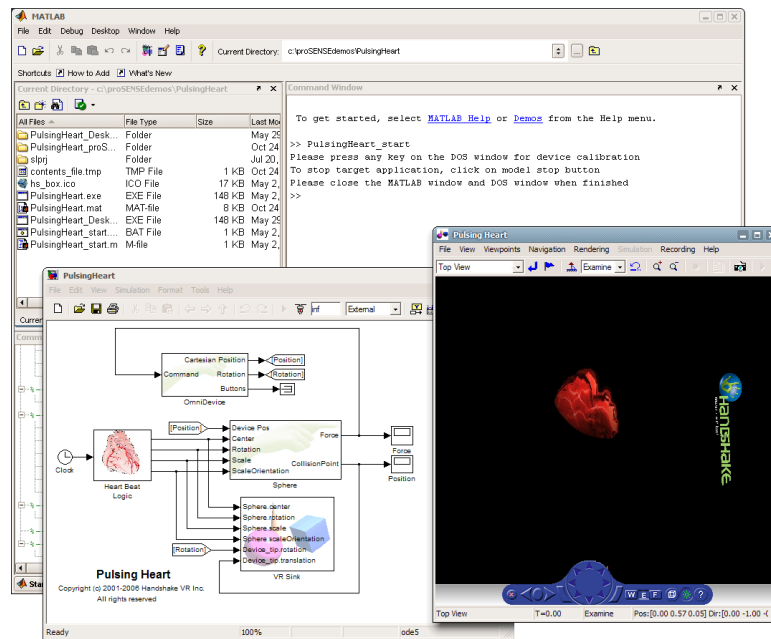 MATLAB
File Edit Debug Desktop Window Help
Current Directory: c:\proSENSEdemos\PulsingHeart
Shortcuts How to Add What's New
Current Directory - c:\proSENSEdemos\PulsingHeart
All Files File Type Size Last Mo
PulsingHeart_Desk... Folder May 29
PulsingHeart_proS... Folder Oct 24
slprj Folder Jul 20,
contents_file.tmp TMP File 1 KB Oct 24
hs_box.ico ICO File 17 KB May 2,
PulsingHeart.exe EXE File 148 KB May 2,
PulsingHeart.mat MAT-file 8 KB Oct 24
PulsingHeart_Desk... EXE File 148 KB May 29
PulsingHeart_start.... BAT File 1 KB May 2,
PulsingHeart_start.m M-file 1 KB May 2,
Command Window
To get started, select MATLAB Help or Demos from the Help menu.
>> PulsingHeart_start
Please press any key on the DOS window for device calibration
To stop target application, click on model stop button
Please close the MATLAB window and DOS window when finished
>>
Curren
Comm
Sta
PulsingHeart
File Edit View Simulation Format Tools Help
inf External
Cartesian Position [Position]
Command Rotation [Rotation]
Buttons
OmniDevice
[Position] Device Pos
Center Force
Rotation
Scale CollisionPoint
ScaleOrientation
Sphere
Force
Position
Clock
Heart Beat
Logic
Sphere.center
Sphere.rotation
Sphere.scale
Sphere.scaleOrientation
[Rotation] Device_tip.rotation
Device_tip.translation
VR Sink
Pulsing Heart
Copyright (c) 2001-2006 Handshake VR Inc.
All rights reserved
Ready 100% ode5
Pulsing Heart
File View Viewpoints Navigation Rendering Simulation Recording Help
Top View Examine
HANDSHAKE
W E F ?
Top View T=0.00 Examine Pos:[0.00 0.57 0.05] Dir:[0.00 -1.00 -(